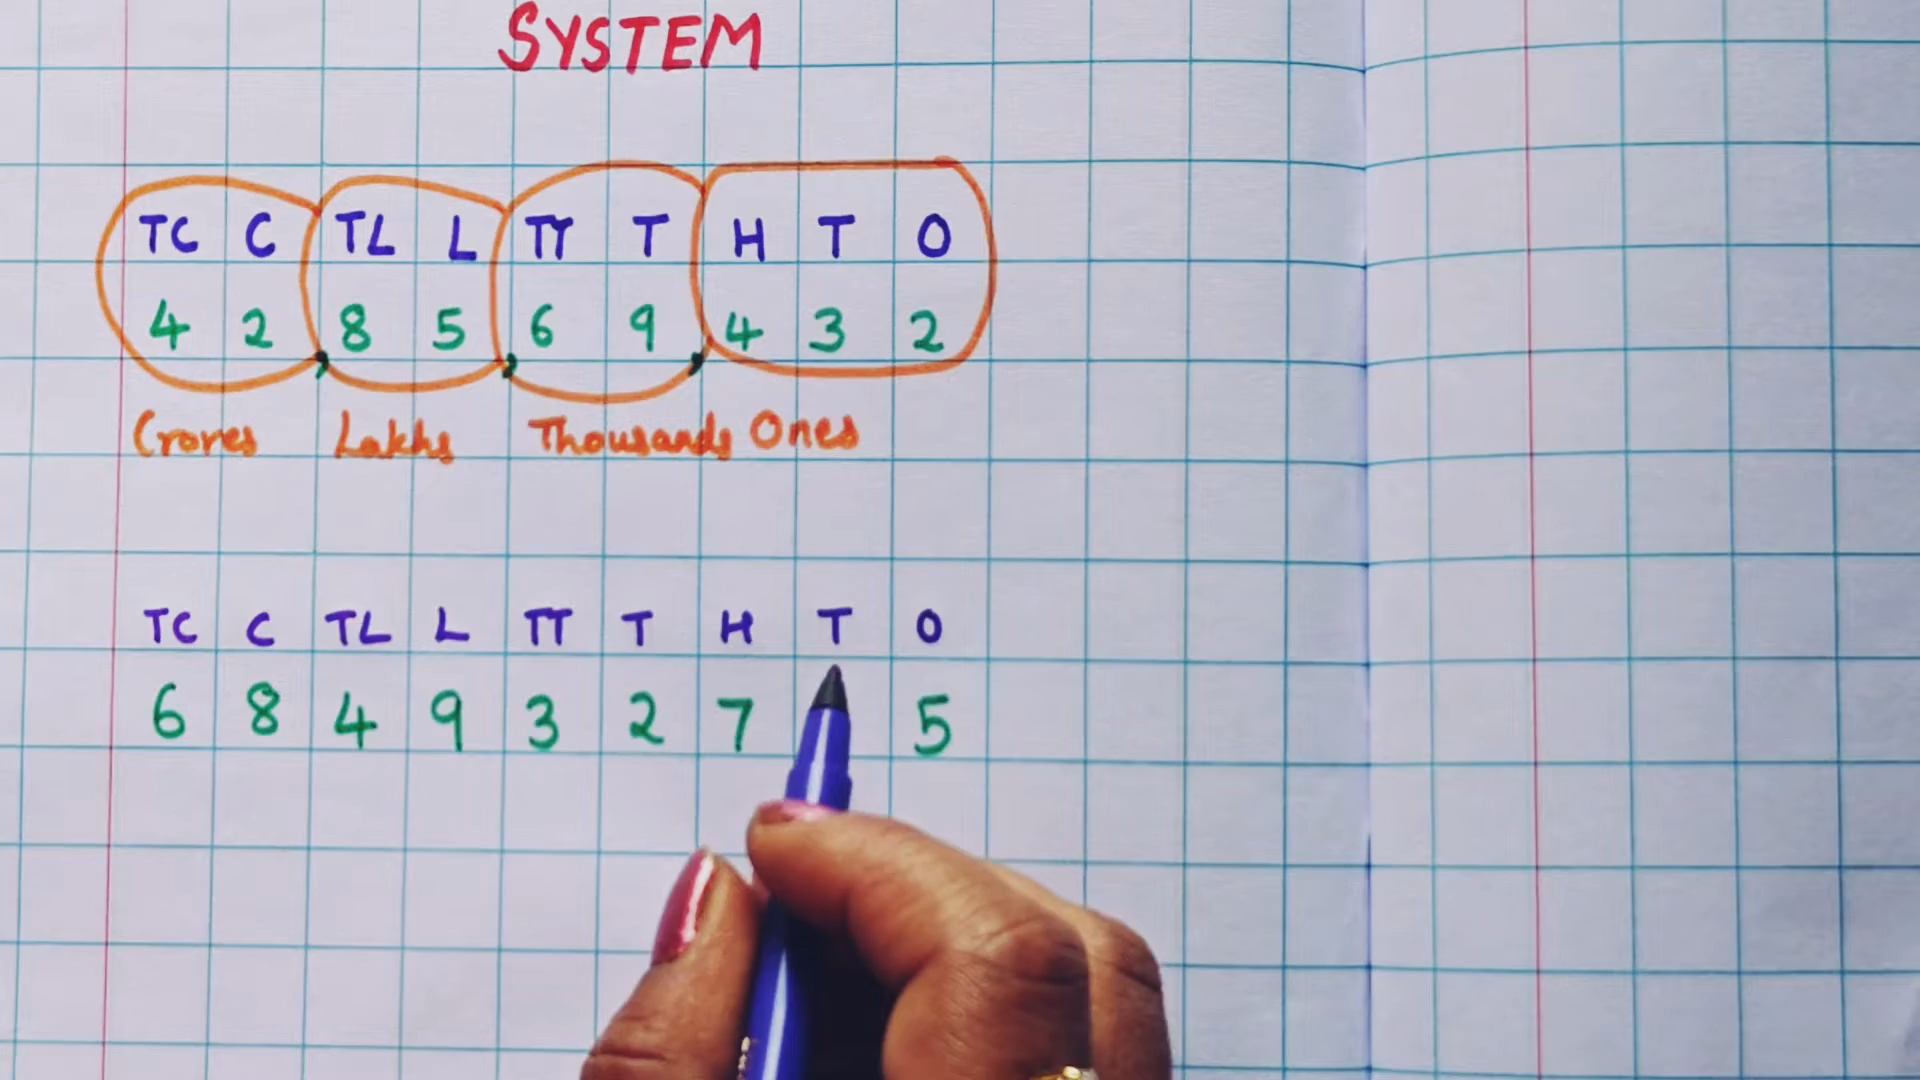 SYSTEM
TC C TL L TT T H T O
4 2, 8 5, 6 9, 4 3 2
Crores Lakhs Thousands Ones
TC C TL L TT T H T O
6 8 4 9 3 2 7 5